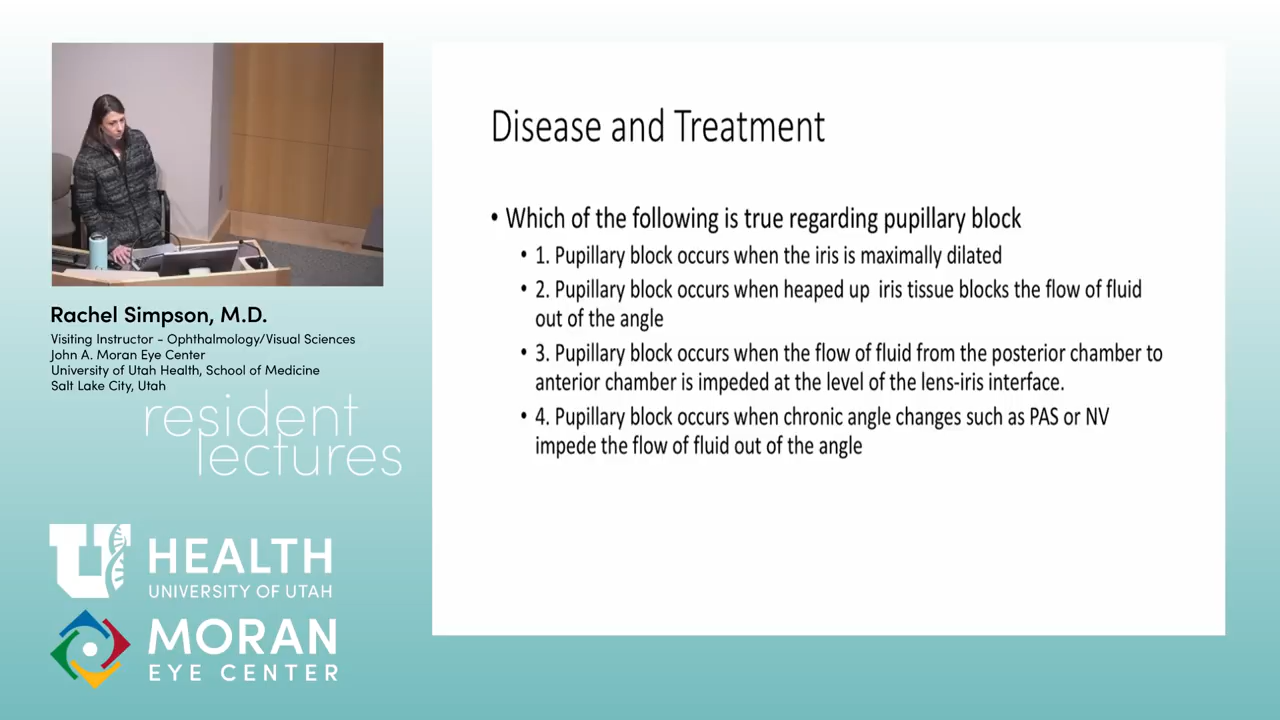 Disease and Treatment
• Which of the following is true regarding pupillary block
• 1. Pupillary block occurs when the iris is maximally dilated
• 2. Pupillary block occurs when heaped up iris tissue blocks the flow of fluid
out of the angle
• 3. Pupillary block occurs when the flow of fluid from the posterior chamber to
anterior chamber is impeded at the level of the lens-iris interface.
• 4. Pupillary block occurs when chronic angle changes such as PAS or NV
impede the flow of fluid out of the angle
Rachel Simpson, M.D.
Visiting Instructor - Ophthalmology/Visual Sciences
John A. Moran Eye Center
University of Utah Health, School of Medicine
Salt Lake City, Utah
resident
lectures
U HEALTH
UNIVERSITY OF UTAH
MORAN
EYE CENTER